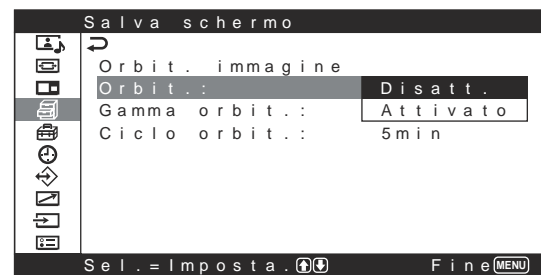 Salva schermo
Orbit. immagine
Orbit.: Disatt.
Attivato
Gamma orbit.:
Ciclo orbit.: 5min
Sel.=Imposta. Fine MENU